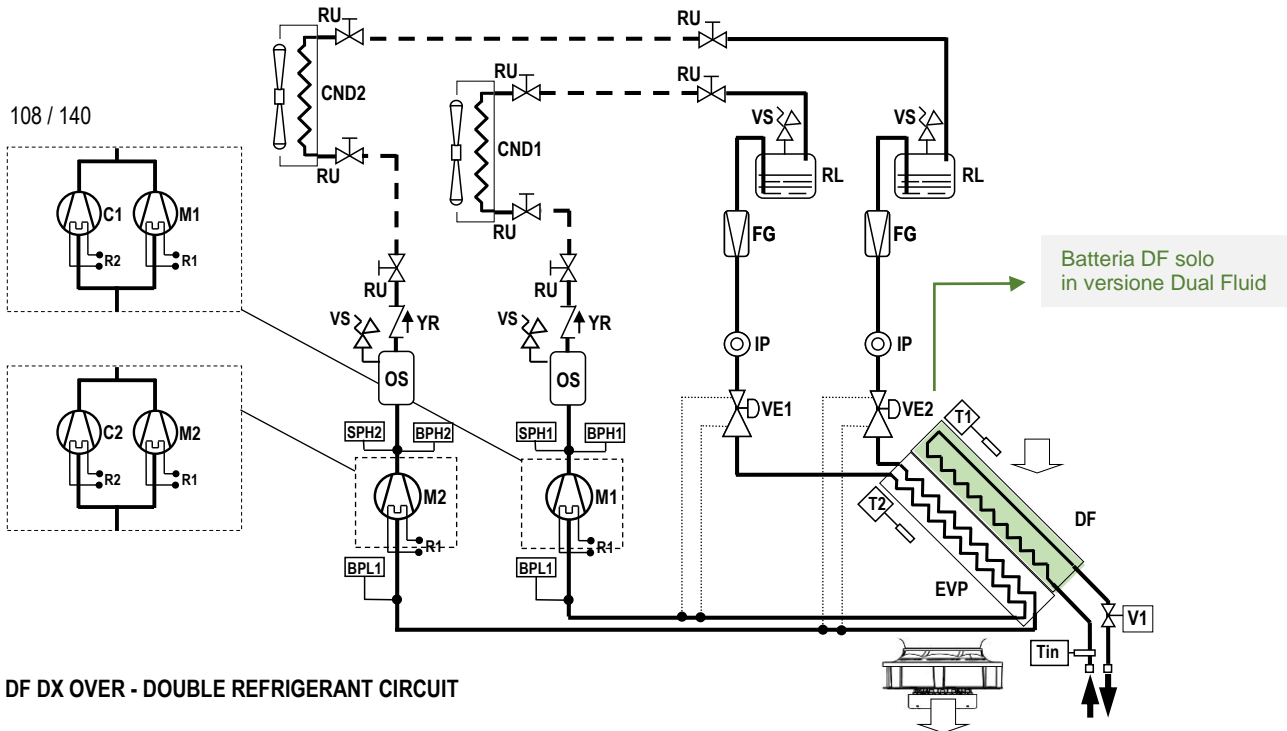 RU
RU
RU
CND2
RU
RU
VS
VS
108 / 140
CND1
RL
RL
RU
C1
M1
RU
FG
FG
R2
R1
Batteria DF solo
in versione Dual Fluid
RU
RU
VS
YR
VS
YR
IP
IP
OS
OS
VE1
VE2
T1
C2
M2
SPH2
BPH2
SPH1
BPH1
R2
R1
M2
M1
T2
DF
R1
R1
BPL1
BPL1
EVP
V1
Tin
DF DX OVER - DOUBLE REFRIGERANT CIRCUIT